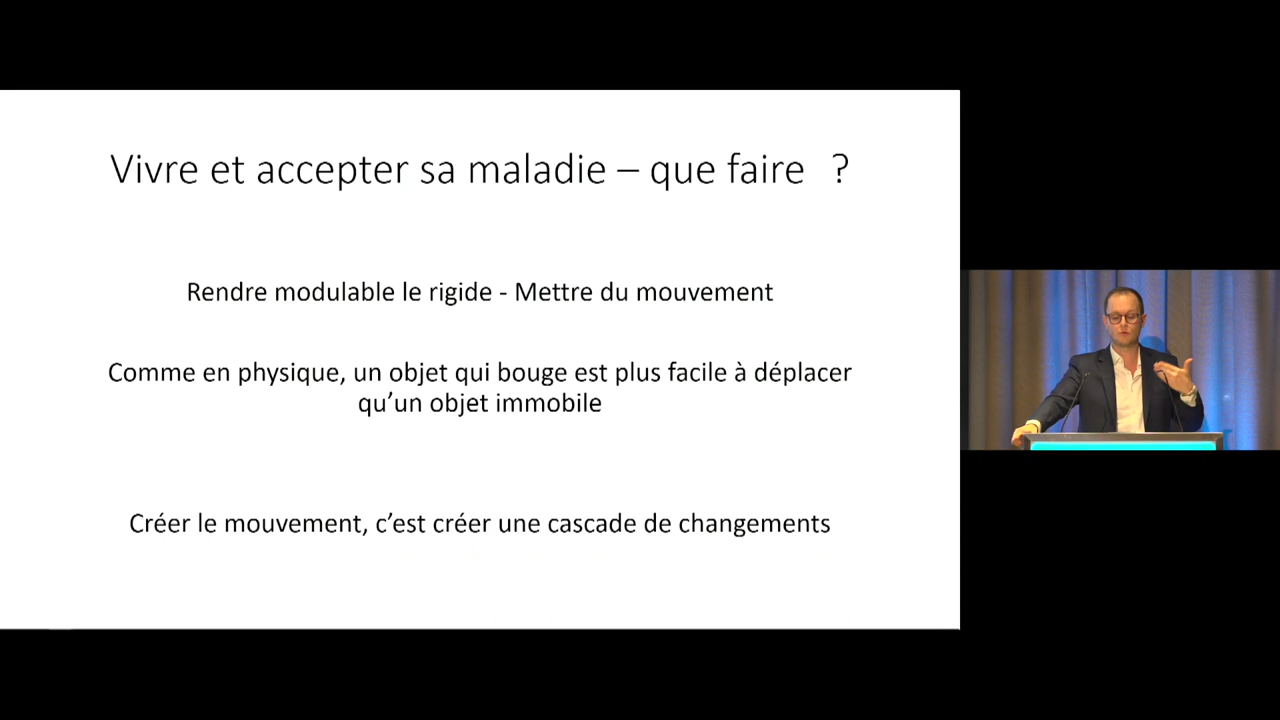 Vivre et accepter sa maladie – que faire ?
Rendre modulable le rigide - Mettre du mouvement
Comme en physique, un objet qui bouge est plus facile à déplacer
qu’un objet immobile
Créer le mouvement, c’est créer une cascade de changements